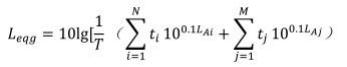 L_{eqg} = 10lg[\frac{1}{T}（\sum_{i=1}^{N} t_i 10^{0.1L_{Ai}} + \sum_{j=1}^{M} t_j 10^{0.1L_{Aj}}）